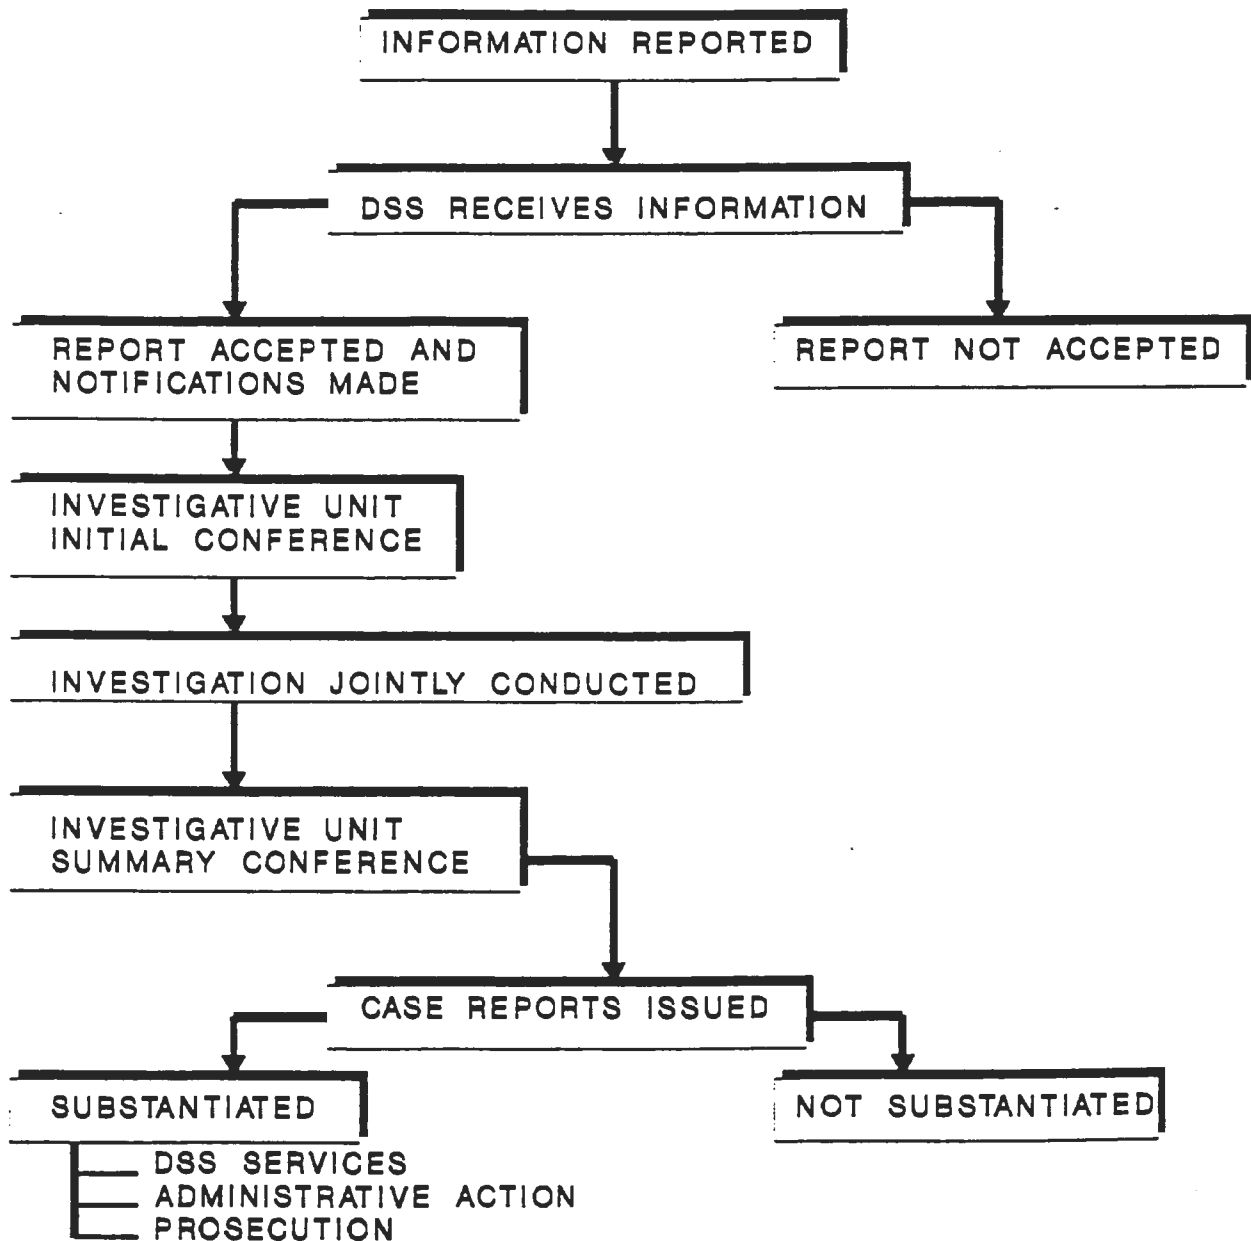 INFORMATION REPORTED
DSS RECEIVES INFORMATION
REPORT ACCEPTED AND
NOTIFICATIONS MADE
REPORT NOT ACCEPTED
INVESTIGATIVE UNIT
INITIAL CONFERENCE
INVESTIGATION JOINTLY CONDUCTED
INVESTIGATIVE UNIT
SUMMARY CONFERENCE
CASE REPORTS ISSUED
SUBSTANTIATED
NOT SUBSTANTIATED
DSS SERVICES
ADMINISTRATIVE ACTION
PROSECUTION